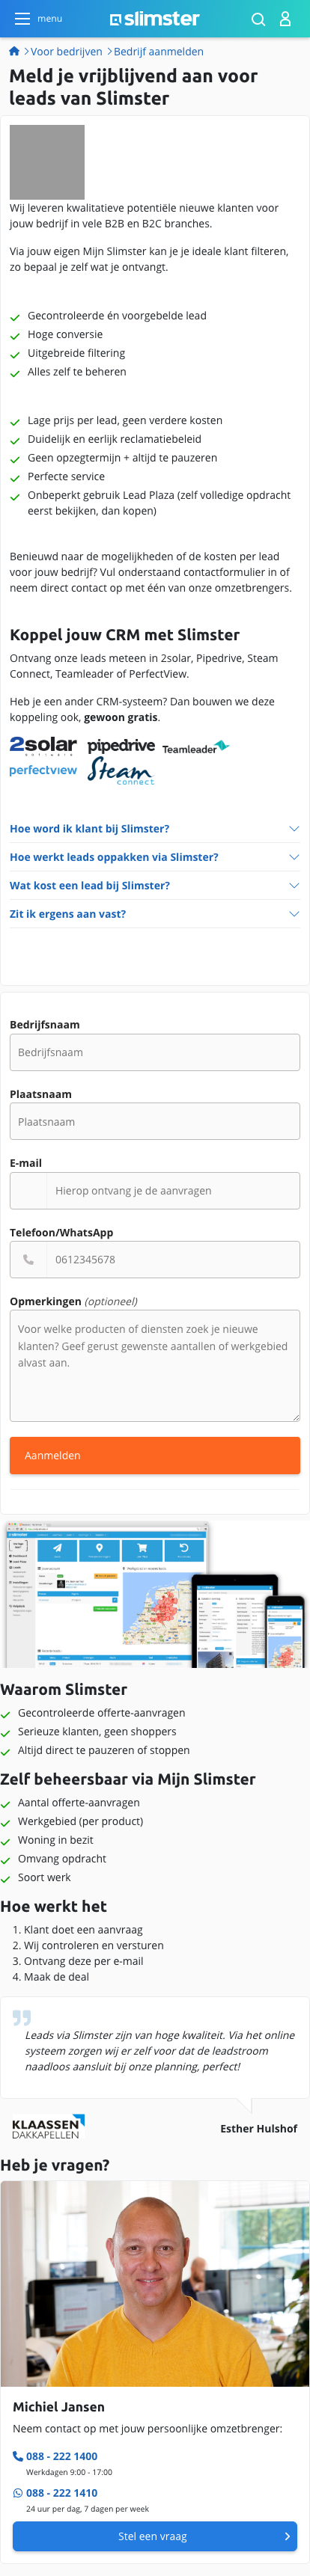 menu
slimster
Voor bedrijven
Bedrijf aanmelden
Meld je vrijblijvend aan voor
leads van Slimster
Wij leveren kwalitatieve potentiële nieuwe klanten voor
jouw bedrijf in vele B2B en B2C branches.
Via jouw eigen Mijn Slimster kan je je ideale klant filteren,
zo bepaal je zelf wat je ontvangt.
Gecontroleerde én voorgebelde lead
Hoge conversie
Uitgebreide filtering
Alles zelf te beheren
Lage prijs per lead, geen verdere kosten
Duidelijk en eerlijk reclamatiebeleid
Geen opzegtermijn + altijd te pauzeren
Perfecte service
Onbeperkt gebruik Lead Plaza (zelf volledige opdracht
eerst bekijken, dan kopen)
Benieuwd naar de mogelijkheden of de kosten per lead
voor jouw bedrijf? Vul onderstaand contactformulier in of
neem direct contact op met één van onze omzetbrengers.
Koppel jouw CRM met Slimster
Ontvang onze leads meteen in 2solar, Pipedrive, Steam
Connect, Teamleader of PerfectView.
Heb je een ander CRM-systeem? Dan bouwen we deze
koppeling ook, gewoon gratis.
2solar
pipedrive
Teamleader
perfectview
Steam
connect
Hoe word ik klant bij Slimster?
Hoe werkt leads oppakken via Slimster?
Wat kost een lead bij Slimster?
Zit ik ergens aan vast?
Bedrijfsnaam
Bedrijfsnaam
Plaatsnaam
Plaatsnaam
E-mail
Hierop ontvang je de aanvragen
Telefoon/WhatsApp
0612345678
Opmerkingen (optioneel)
Voor welke producten of diensten zoek je nieuwe
klanten? Geef gerust gewenste aantallen of werkgebied
alvast aan.
Aanmelden
Waarom Slimster
Gecontroleerde offerte-aanvragen
Serieuze klanten, geen shoppers
Altijd direct te pauzeren of stoppen
Zelf beheersbaar via Mijn Slimster
Aantal offerte-aanvragen
Werkgebied (per product)
Woning in bezit
Omvang opdracht
Soort werk
Hoe werkt het
1. Klant doet een aanvraag
2. Wij controleren en versturen
3. Ontvang deze per e-mail
4. Maak de deal
Leads via Slimster zijn van hoge kwaliteit. Via het online
systeem zorgen wij er zelf voor dat de leadstroom
naadloos aansluit bij onze planning, perfect!
KLAASSEN
DAKKAPELLEN
Esther Hulshof
Heb je vragen?
Michiel Jansen
Neem contact op met jouw persoonlijke omzetbrenger:
088 - 222 1400
Werkdagen 9:00 - 17:00
088 - 222 1410
24 uur per dag, 7 dagen per week
Stel een vraag